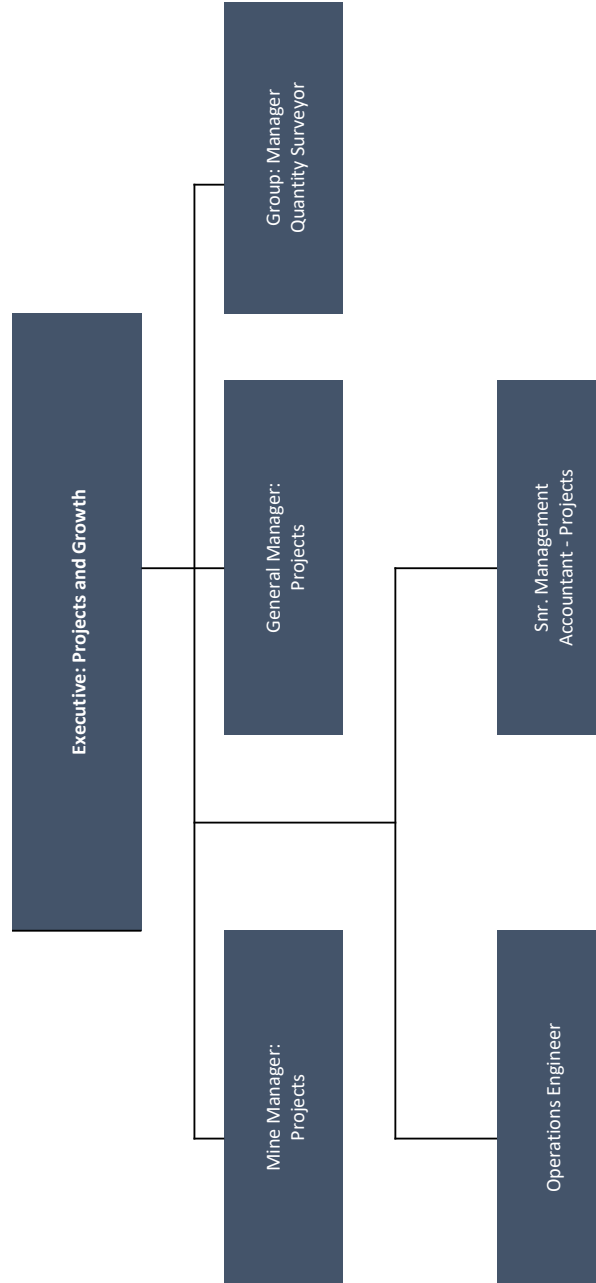 Executive: Projects and Growth
Mine Manager:
Projects
General Manager:
Projects
Group: Manager
Quantity Surveyor
Operations Engineer
Snr. Management
Accountant - Projects